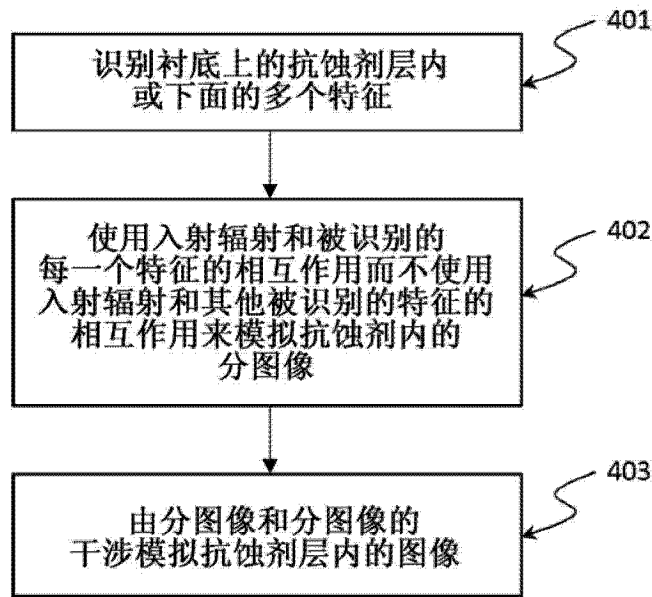 401
识别衬底上的抗蚀剂层内
或下面的多个特征
402
使用入射辐射和被识别的
每一个特征的相互作用而不使用
入射辐射和其他被识别的特征的
相互作用来模拟抗蚀剂内的
分图像
403
由分图像和分图像的
干涉模拟抗蚀剂层内的图像